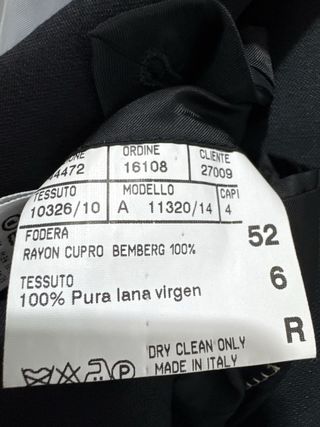 ORDINE CLIENTE
4472 16108 27009
TESSUTO MODELLO CAPI
10326/10 A 11320/14 4
FODERA
RAYON CUPRO BEMBERG 100% 52
TESSUTO 6
100% Pura lana virgen
R
DRY CLEAN ONLY
P MADE IN ITALY